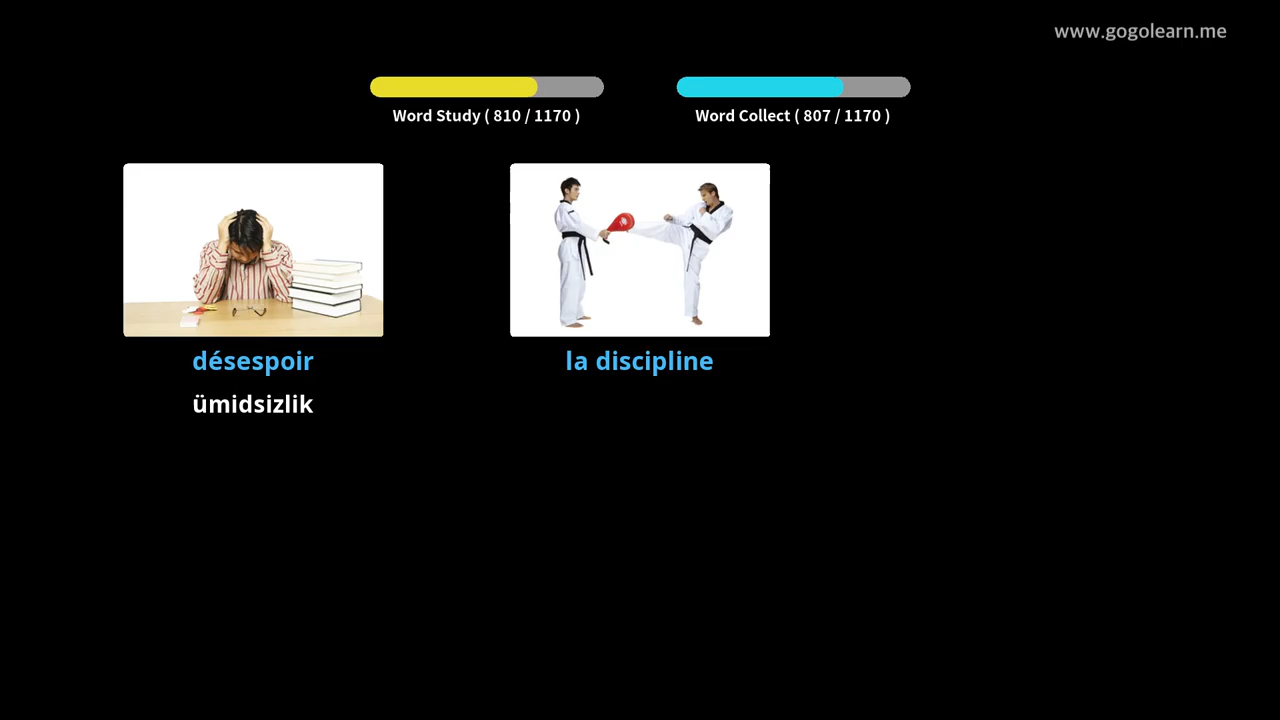 www.gogolearn.me
Word Study ( 810 / 1170 )
Word Collect ( 807 / 1170 )
désespoir
la discipline
ümidsizlik